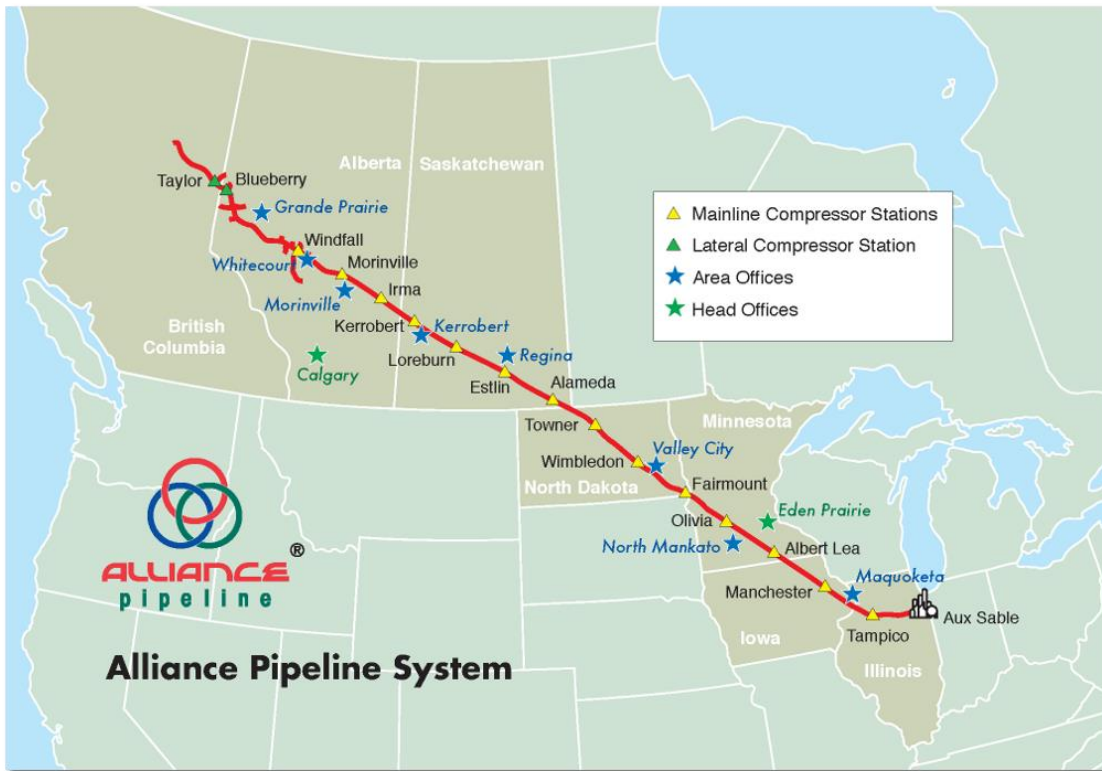 Alberta
Saskatchewan
Taylor
Blueberry
Grande Prairie
Mainline Compressor Stations
Lateral Compressor Station
Area Offices
Head Offices
Windfall
Whitecourt
Morinville
Irma
Morinville
British
Columbia
Kerrobert
Kerrobert
Loreburn
Regina
Calgary
Estlin
Alameda
Towner
Minnesota
Valley City
Wimbledon
North Dakota
Fairmount
Olivia
Eden Prairie
North Mankato
Albert Lea
ALLIANCE®
pipeline
Maquoketa
Manchester
Aux Sable
Tampico
Iowa
Illinois
Alliance Pipeline System